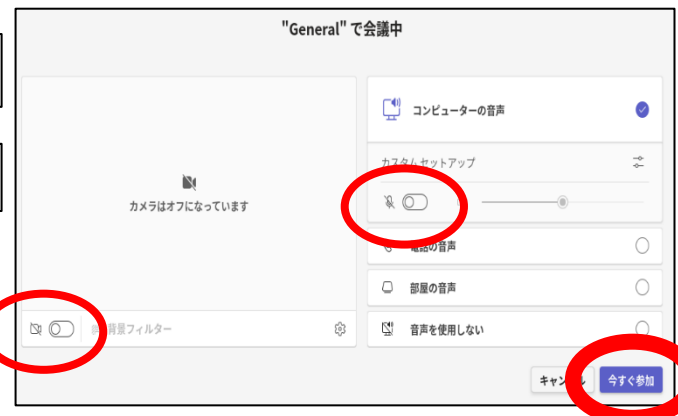 "General" で会議中
コンピューターの音声
カスタム セットアップ
カメラはオフになっています
電話の音声
部屋の音声
背景フィルター
音声を使用しない
キャンセル
今すぐ参加